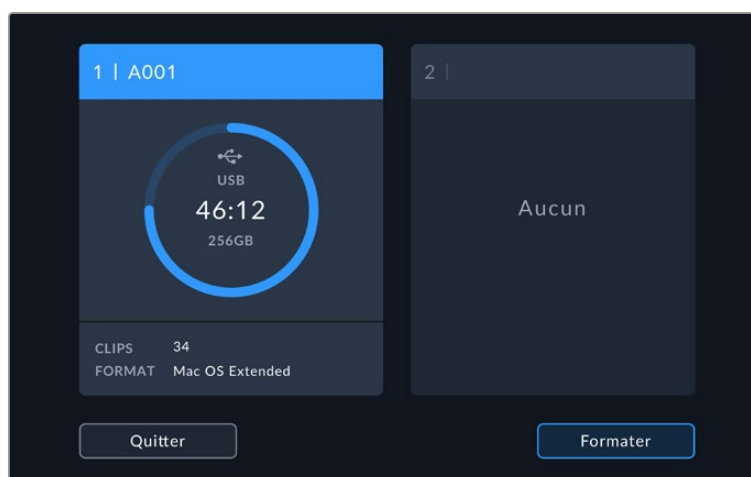 1 | A001
USB
46:12
256GB
CLIPS 34
FORMAT Mac OS Extended
2 |
Aucun
Quitter
Formater